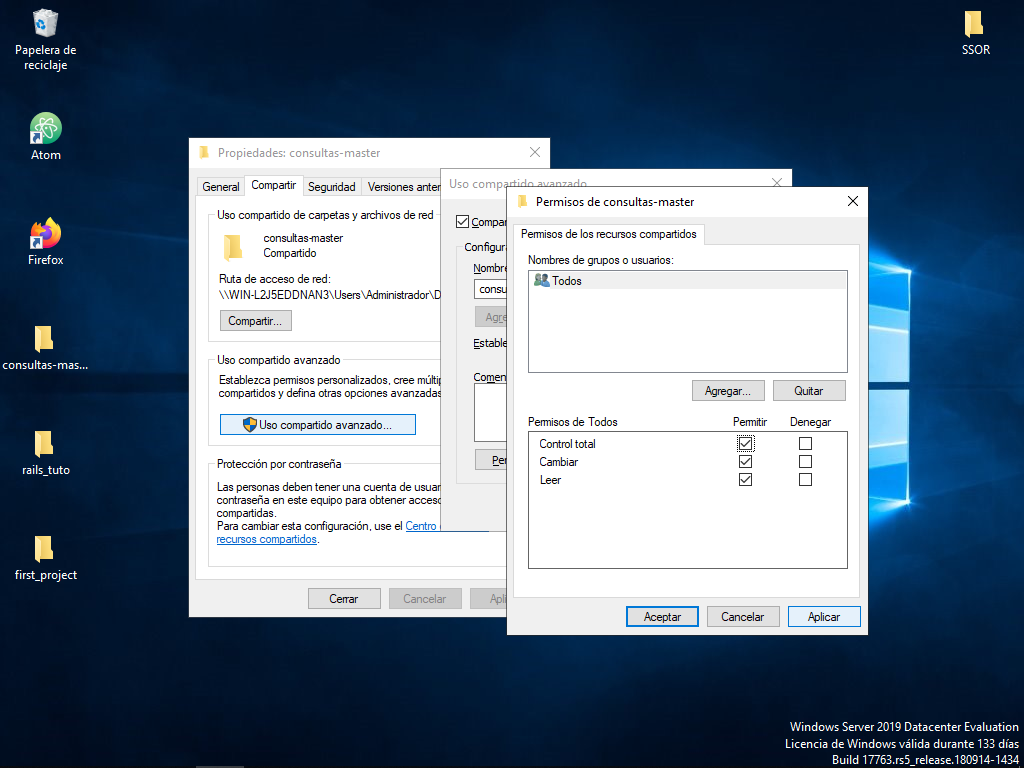 Papelera de
reciclaje
Atom
Firefox
consultas-mas...
rails_tuto
first_project
SSOR
Propiedades: consultas-master
General
Compartir
Seguridad
Versiones anter
Uso compartido de carpetas y archivos de red
consultas-master
Compartido
Ruta de acceso de red:
\\WIN-L2J5EDDNAN3\Users\Administrador\D
Compartir...
Uso compartido avanzado
Establezca permisos personalizados, cree múltip
compartidos y defina otras opciones avanzadas
Uso compartido avanzado...
Protección por contraseña
Las personas deben tener una cuenta de usuar
contraseña en este equipo para obtener acceso
compartidas.
Para cambiar esta configuración, use el Centro
recursos compartidos.
Cerrar
Cancelar
Apli
Uso compartido avanzado
Compar
Configura
Nombre
consu
Agre
Estable
Comen
Per
Permisos de consultas-master
Permisos de los recursos compartidos
Nombres de grupos o usuarios:
Todos
Agregar...
Quitar
Permisos de Todos
Permitir
Denegar
Control total
Cambiar
Leer
Aceptar
Cancelar
Aplicar
Windows Server 2019 Datacenter Evaluation
Licencia de Windows válida durante 133 días
Build 17763.rs5_release.180914-1434